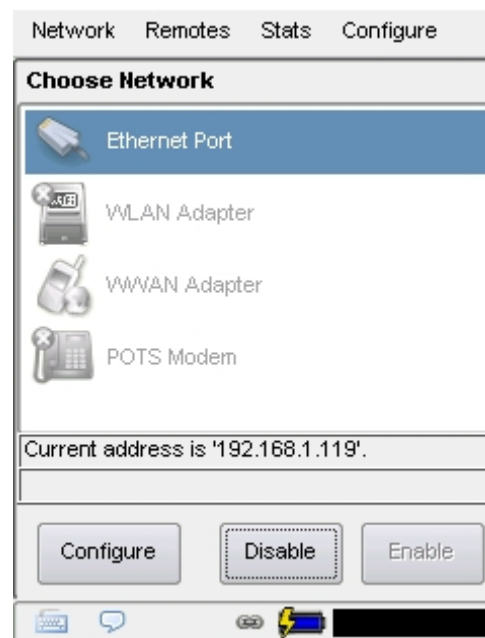 Network Remotes Stats Configure
Choose Network
Ethernet Port
WLAN Adapter
WWAN Adapter
POTS Modem
Current address is '192.168.1.119'.
Configure Disable Enable